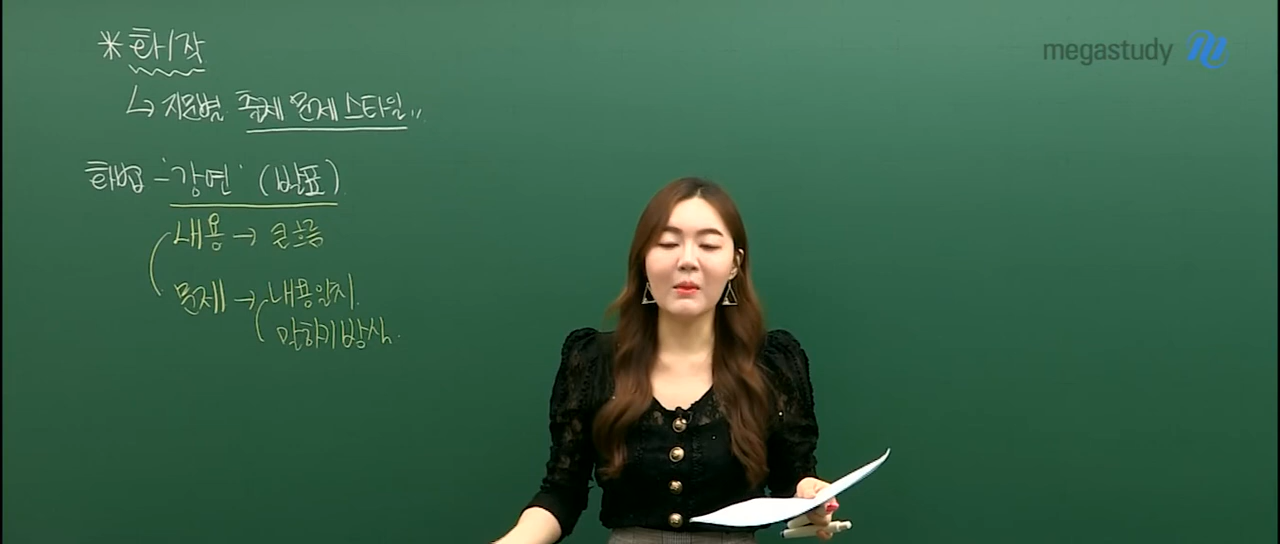 * 화/작
megastudy
↳ 지문별 출제 문제 스타일 〃
화법 - '강연' (발표)
내용 → 큰 흐름
문제 → 내용일치.
말하기 방식.